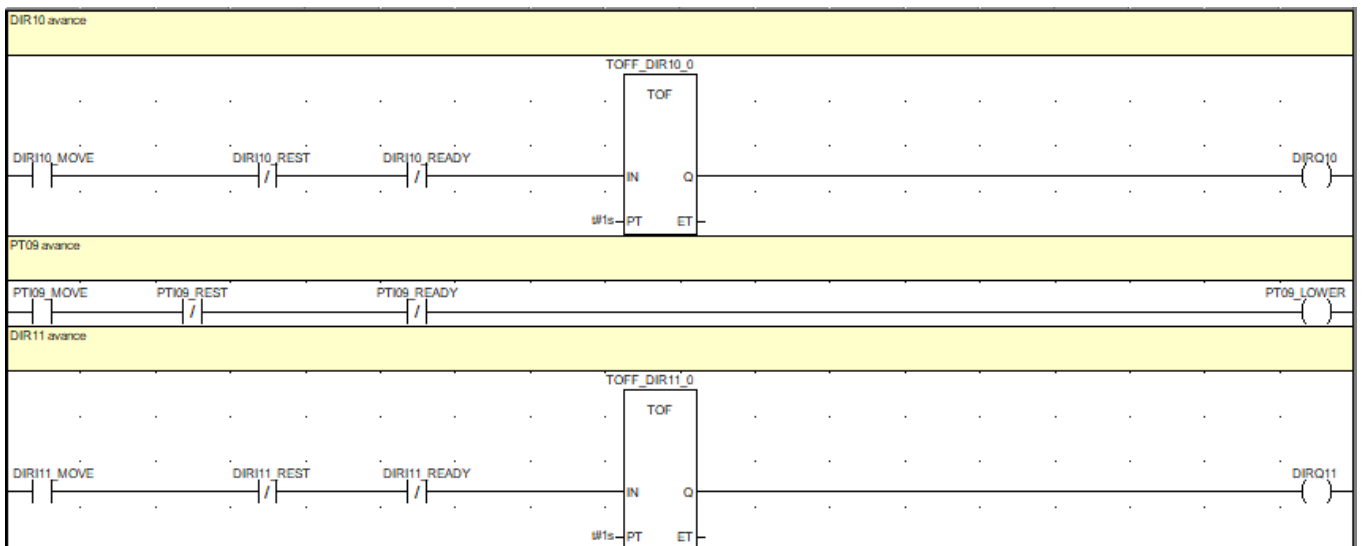 DIR10 avance
TOFF_DIR10_0
TOF
DIRI10_MOVE DIRI10_REST DIRI10_READY DIRQ10
/ / IN Q
t#1s PT ET
PT09 avance
PTI09_MOVE PTI09_REST PTI09_READY PT09_LOWER
/ /
DIR11 avance
TOFF_DIR11_0
TOF
DIRI11_MOVE DIRI11_REST DIRI11_READY DIRQ11
/ / IN Q
t#1s PT ET